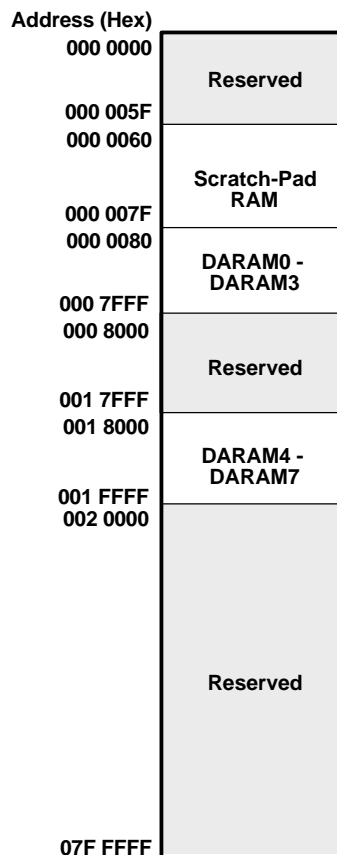 Address (Hex)
000 0000
Reserved
000 005F
000 0060
Scratch-Pad
RAM
000 007F
000 0080
DARAM0 -
DARAM3
000 7FFF
000 8000
Reserved
001 7FFF
001 8000
DARAM4 -
DARAM7
001 FFFF
002 0000
Reserved
07F FFFF